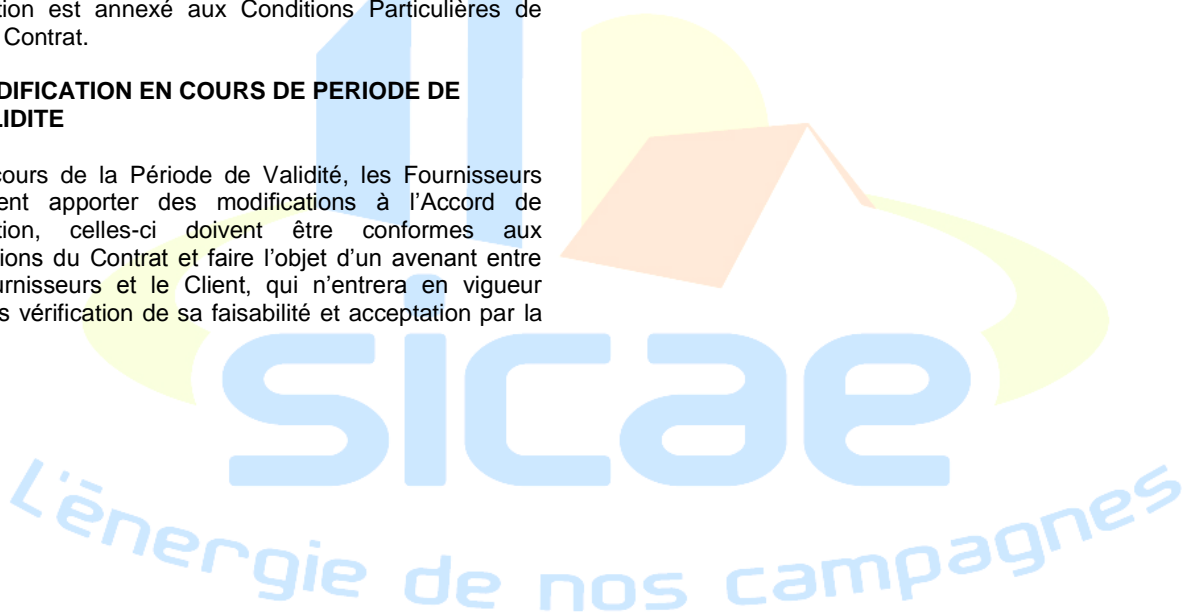 tion est annexé aux Conditions Particulières de
Contrat.
DIFICATION EN COURS DE PERIODE DE
LIDITE
cours de la Période de Validité, les Fournisseurs
ent apporter des modifications à l’Accord de
tion, celles-ci doivent être conformes aux
ions du Contrat et faire l’objet d’un avenant entre
urnisseurs et le Client, qui n’entrera en vigueur
s vérification de sa faisabilité et acceptation par la
sicae
L'énergie de nos campagnes